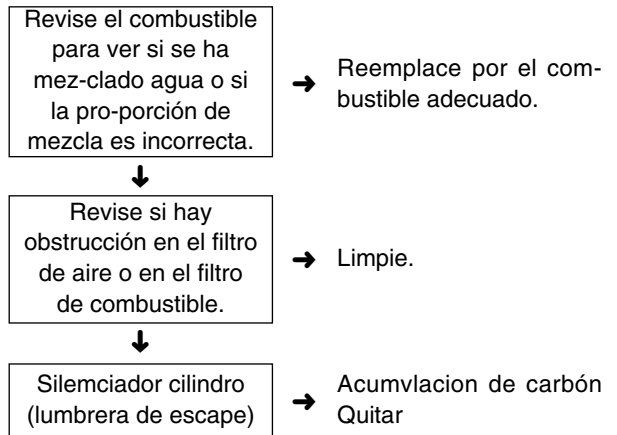 Revise el combustible
para ver si se ha
mez-clado agua o si
la pro-porción de
mezcla es incorrecta.
Reemplace por el com-
bustible adecuado.
Revise si hay
obstrucción en el filtro
de aire o en el filtro
de combustible.
Limpie.
Silemciador cilindro
(lumbrera de escape)
Acumvlacion de carbón
Quitar